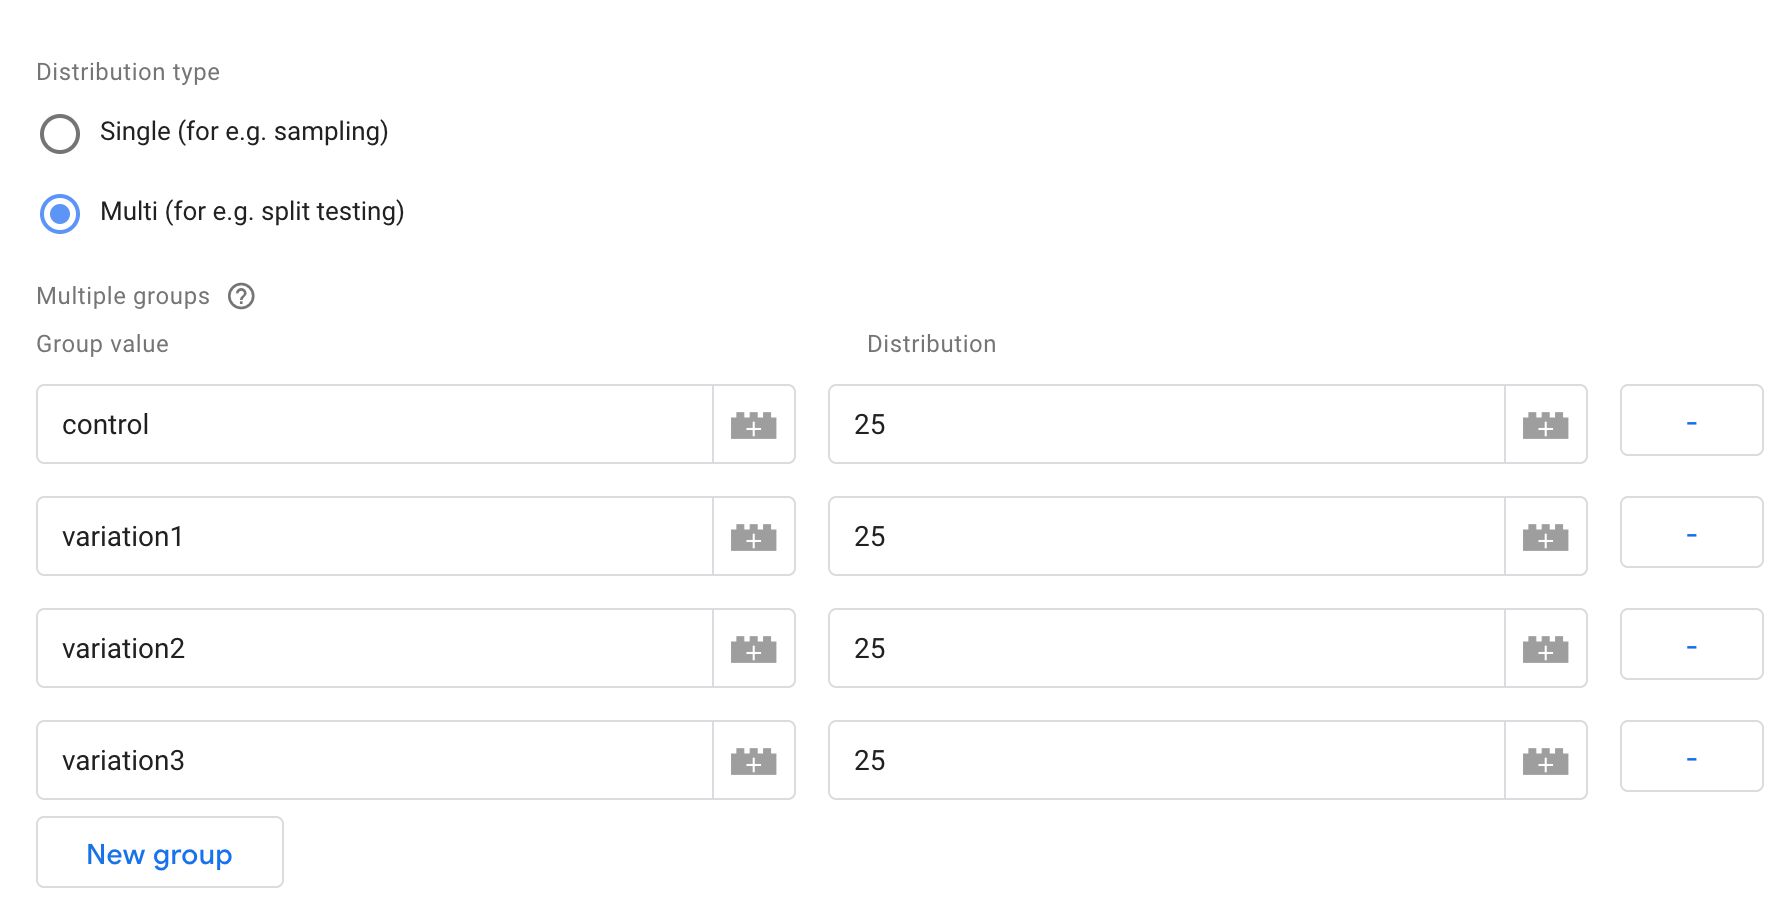 Distribution type
Single (for e.g. sampling)
Multi (for e.g. split testing)
Multiple groups ?
Group value Distribution
control 25 -
variation1 25 -
variation2 25 -
variation3 25 -
New group